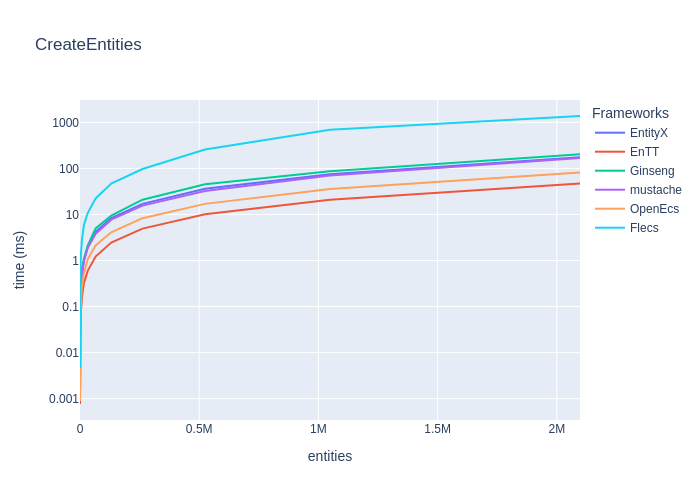 CreateEntities
Frameworks
EntityX
EnTT
Ginseng
mustache
OpenEcs
Flecs
1000
100
10
1
0.1
0.01
0.001
time (ms)
0 0.5M 1M 1.5M 2M
entities